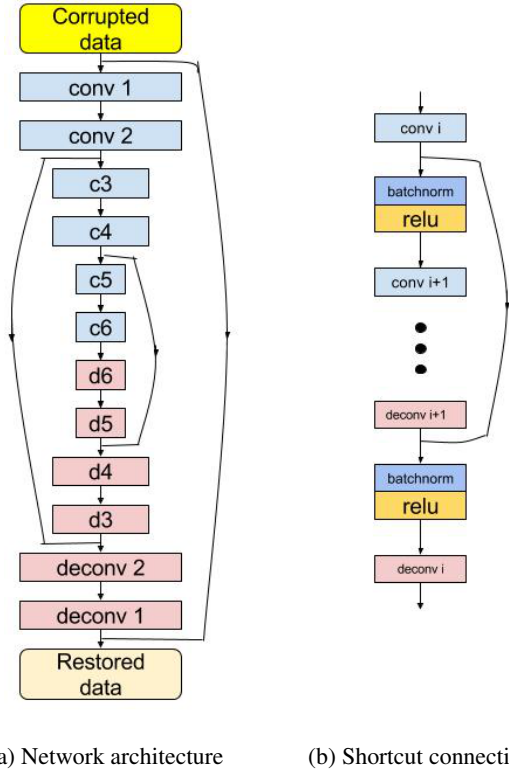 Corrupted
data
conv 1
conv 2
c3
c4
c5
c6
d6
d5
d4
d3
deconv 2
deconv 1
Restored
data
a) Network architecture
conv i
batchnorm
relu
conv i+1
deconv i+1
batchnorm
relu
deconv i
(b) Shortcut connecti